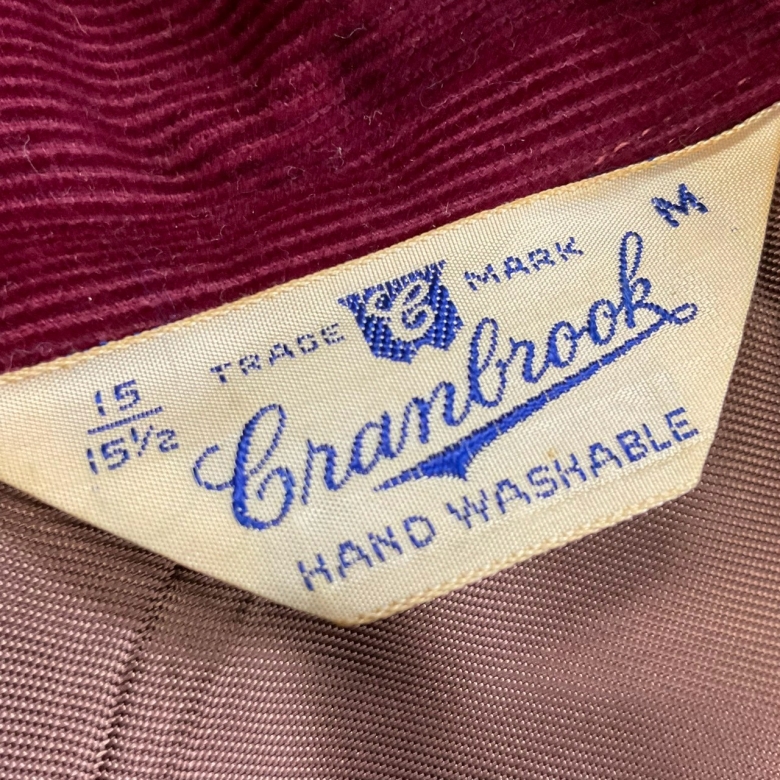 M
TRADE C MARK
15
15½
Cranbrook
HAND WASHABLE